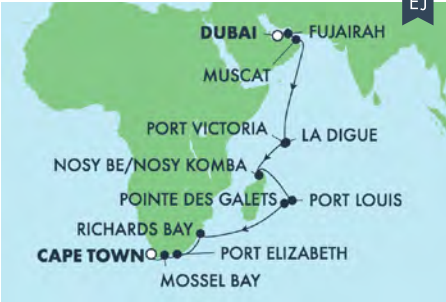 EJ
DUBAI
FUJAIRAH
MUSCAT
PORT VICTORIA
LA DIGUE
NOSY BE/NOSY KOMBA
POINTE DES GALETS
PORT LOUIS
RICHARDS BAY
CAPE TOWN
PORT ELIZABETH
MOSSEL BAY